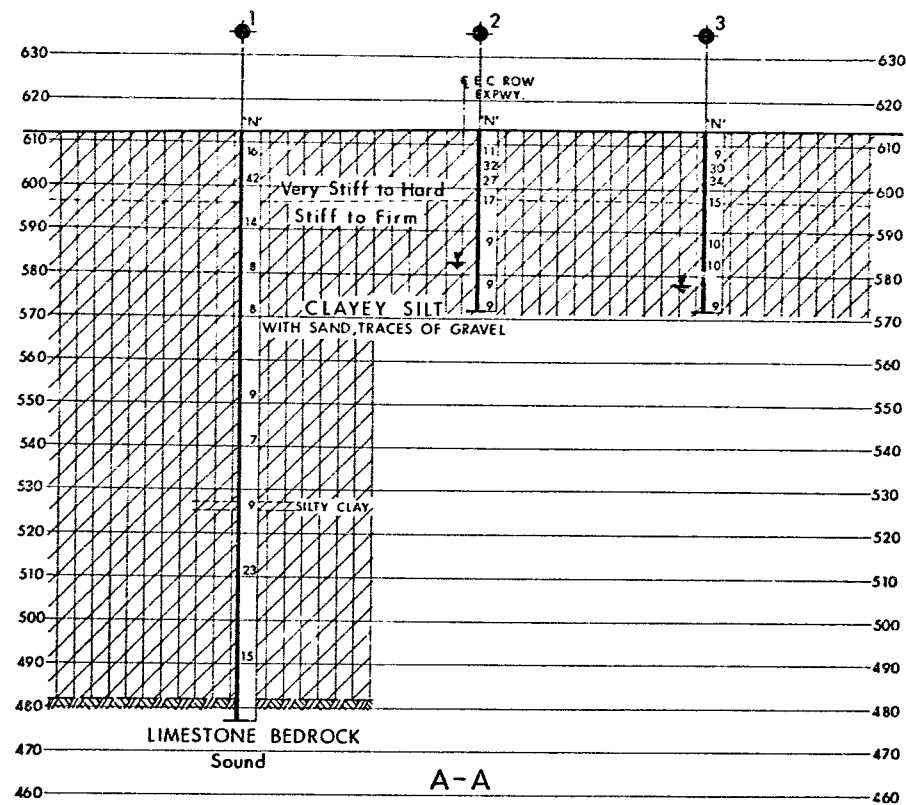 1 2 3
630 630
℄ E C ROW
EXPWY.
620 620
'N' 'N' 'N'
610 610
16 11 9
32 30
42 27 34
600 600
Very Stiff to Hard
17 15
590 590
Stiff to Firm
14 9 10
580 580
8 9 10
570 570
8 9 9
CLAYEY SILT
WITH SAND, TRACES OF GRAVEL
560 560
550 550
9
540 540
7
530 530
9 SILTY CLAY
520 520
510 510
23
500 500
490 490
15
480 480
LIMESTONE BEDROCK
Sound
470 470
A-A
460 460